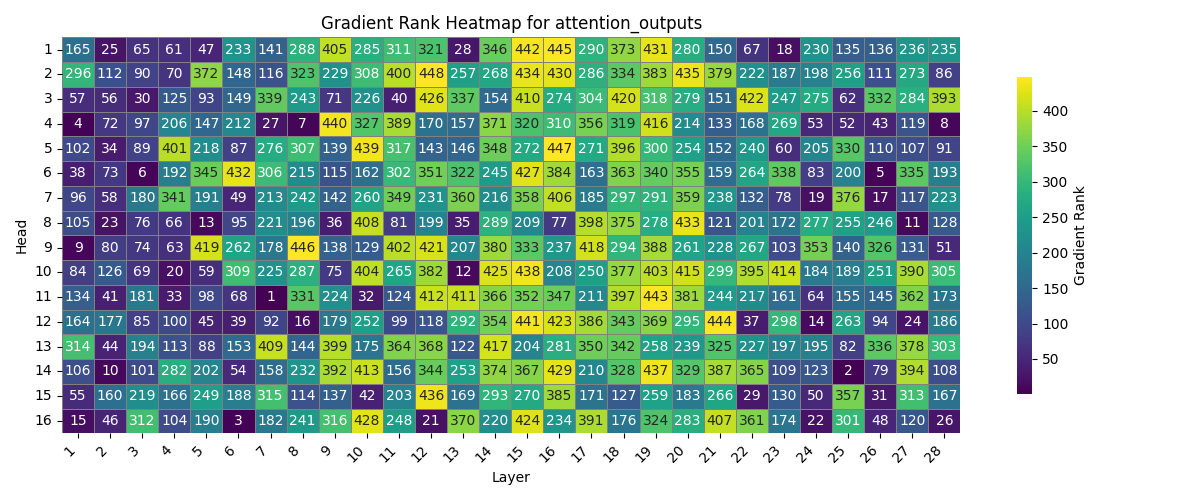 Gradient Rank Heatmap for attention_outputs
1 165 25 65 61 47 233 141 288 405 285 311 321 28 346 442 445 290 373 431 280 150 67 18 230 135 136 236 235
2 296 112 90 70 372 148 116 323 229 308 400 448 257 268 434 430 286 334 383 435 379 222 187 198 256 111 273 86
3 57 56 30 125 93 149 339 243 71 226 40 426 337 154 410 274 304 420 318 279 151 422 247 275 62 332 284 393
4 4 72 97 206 147 212 27 7 440 327 389 170 157 371 320 310 356 319 416 214 133 168 269 53 52 43 119 8
5 102 34 89 401 218 87 276 307 139 439 317 143 146 348 272 447 271 396 300 254 152 240 60 205 330 110 107 91
6 38 73 6 192 345 432 306 215 115 162 302 351 322 245 427 384 163 363 340 355 159 264 338 83 200 5 335 193
7 96 58 180 341 191 49 213 242 142 260 349 231 360 216 358 406 185 297 291 359 238 132 78 19 376 17 117 223
8 105 23 76 66 13 95 221 196 36 408 81 199 35 289 209 77 398 375 278 433 121 201 172 277 255 246 11 128
9 9 80 74 63 419 262 178 446 138 129 402 421 207 380 333 237 418 294 388 261 228 267 103 353 140 326 131 51
10 84 126 69 20 59 309 225 287 75 404 265 382 12 425 438 208 250 377 403 415 299 395 414 184 189 251 390 305
11 134 41 181 33 98 68 1 331 224 32 124 412 411 366 352 347 211 397 443 381 244 217 161 64 155 145 362 173
12 164 177 85 100 45 39 92 16 179 252 99 118 292 354 441 423 386 343 369 295 444 37 298 14 263 94 24 186
13 314 44 194 113 88 153 409 144 399 175 364 368 122 417 204 281 350 342 258 239 325 227 197 195 82 336 378 303
14 106 10 101 282 202 54 158 232 392 413 156 344 253 374 367 429 210 328 437 329 387 365 109 123 2 79 394 108
15 55 160 219 166 249 188 315 114 137 42 203 436 169 293 270 385 171 127 259 183 266 29 130 50 357 31 313 167
16 15 46 312 104 190 3 182 241 316 428 248 21 370 220 424 234 391 176 324 283 407 361 174 22 301 48 120 26
1 2 3 4 5 6 7 8 9 10 11 12 13 14 15 16 17 18 19 20 21 22 23 24 25 26 27 28
Layer
Head
400
350
300
250
200
150
100
50
Gradient Rank